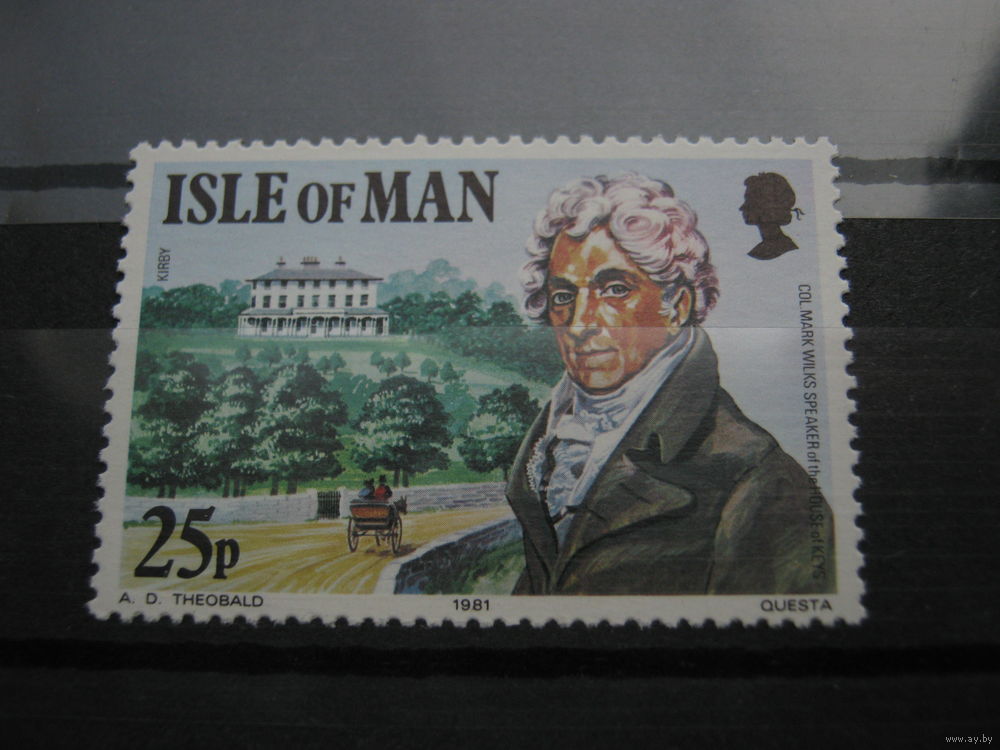 ISLE OF MAN
KIRBY
COL. MARK WILKS SPEAKER of the HOUSE of KEYS
25p
A. D. THEOBALD
1981
QUESTA
www.ay.by